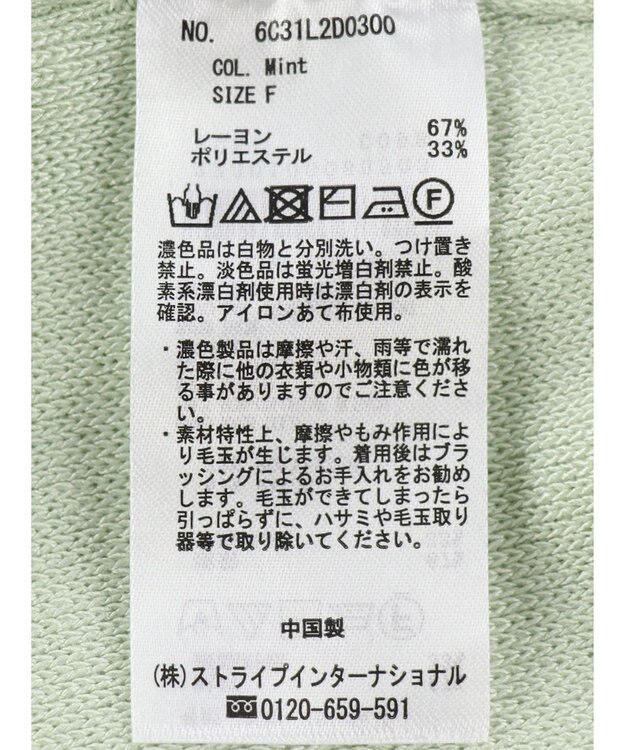 NO. 6C31L2D0300
COL. Mint
SIZE F
レーヨン 67%
ポリエステル 33%
F
濃色品は白物と分別洗い。つけ置き
禁止。淡色品は蛍光増白剤禁止。酸
素系漂白剤使用時は漂白剤の表示を
確認。アイロンあて布使用。
・濃色製品は摩擦や汗、雨等で濡れ
た際に他の衣類や小物類に色が移
る事がありますのでご注意くださ
い。
・素材特性上、摩擦やもみ作用によ
り毛玉が生じます。着用後はブラ
ッシングによるお手入れをお勧め
します。毛玉ができてしまったら
引っぱらずに、ハサミや毛玉取り
器等で取り除いてください。
中国製
(株)ストライプインターナショナル
0120-659-591